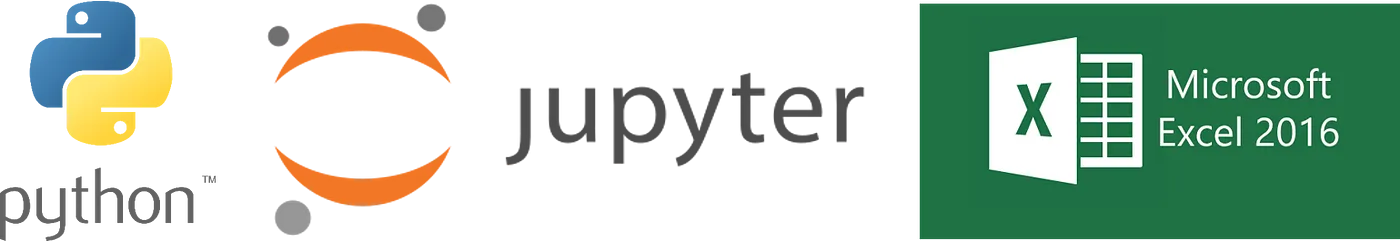 python™
jupyter
X
Microsoft
Excel 2016